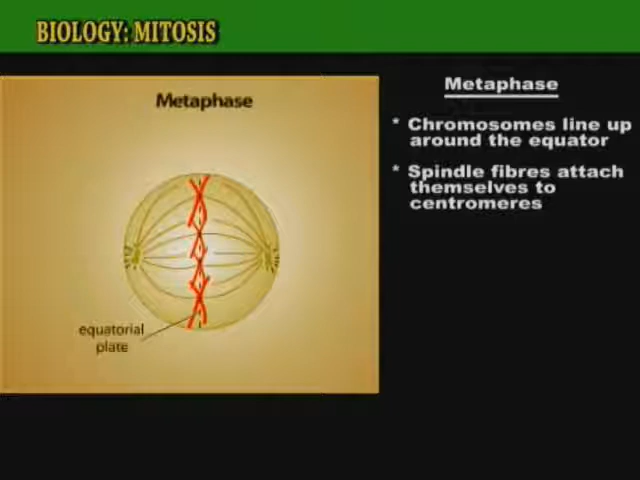 BIOLOGY: MITOSIS
Metaphase
equatorial
plate
Metaphase
* Chromosomes line up
around the equator
* Spindle fibres attach
themselves to
centromeres